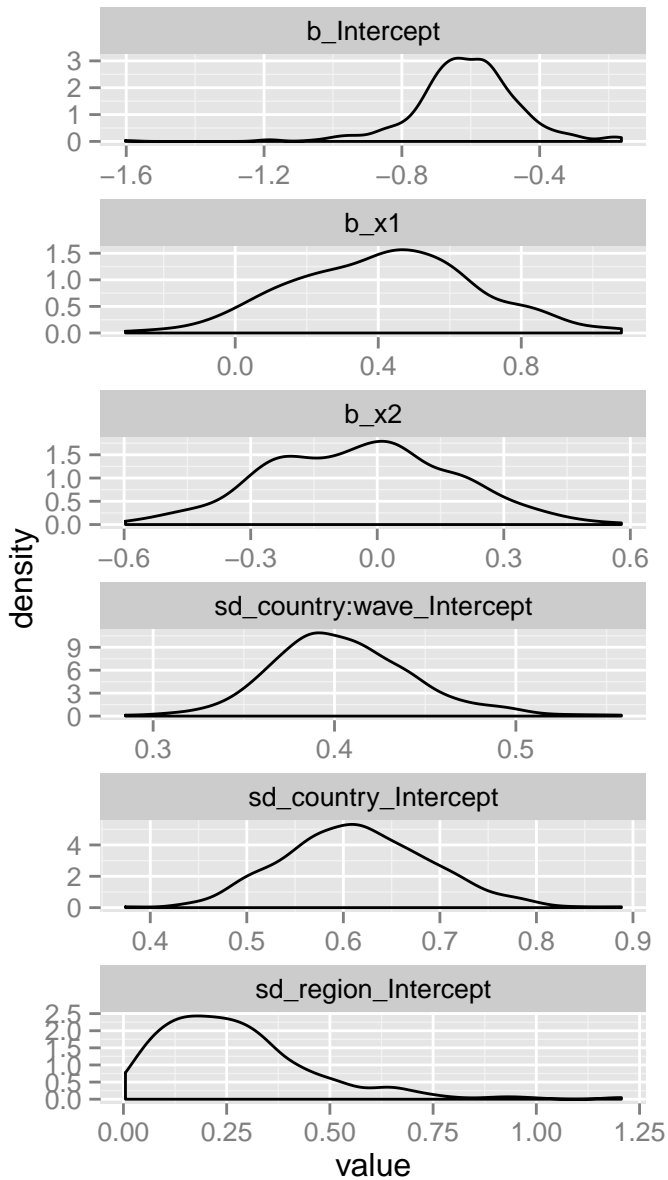 b_Intercept
3
2
1
0
−1.6 −1.2 −0.8 −0.4
b_x1
1.5
1.0
0.5
0.0
0.0 0.4 0.8
b_x2
1.5
1.0
0.5
0.0
−0.6 −0.3 0.0 0.3 0.6
density
sd_country:wave_Intercept
9
6
3
0
0.3 0.4 0.5
sd_country_Intercept
4
2
0
0.4 0.5 0.6 0.7 0.8 0.9
sd_region_Intercept
2.5
2.0
1.5
1.0
0.5
0.0
0.00 0.25 0.50 0.75 1.00 1.25
value